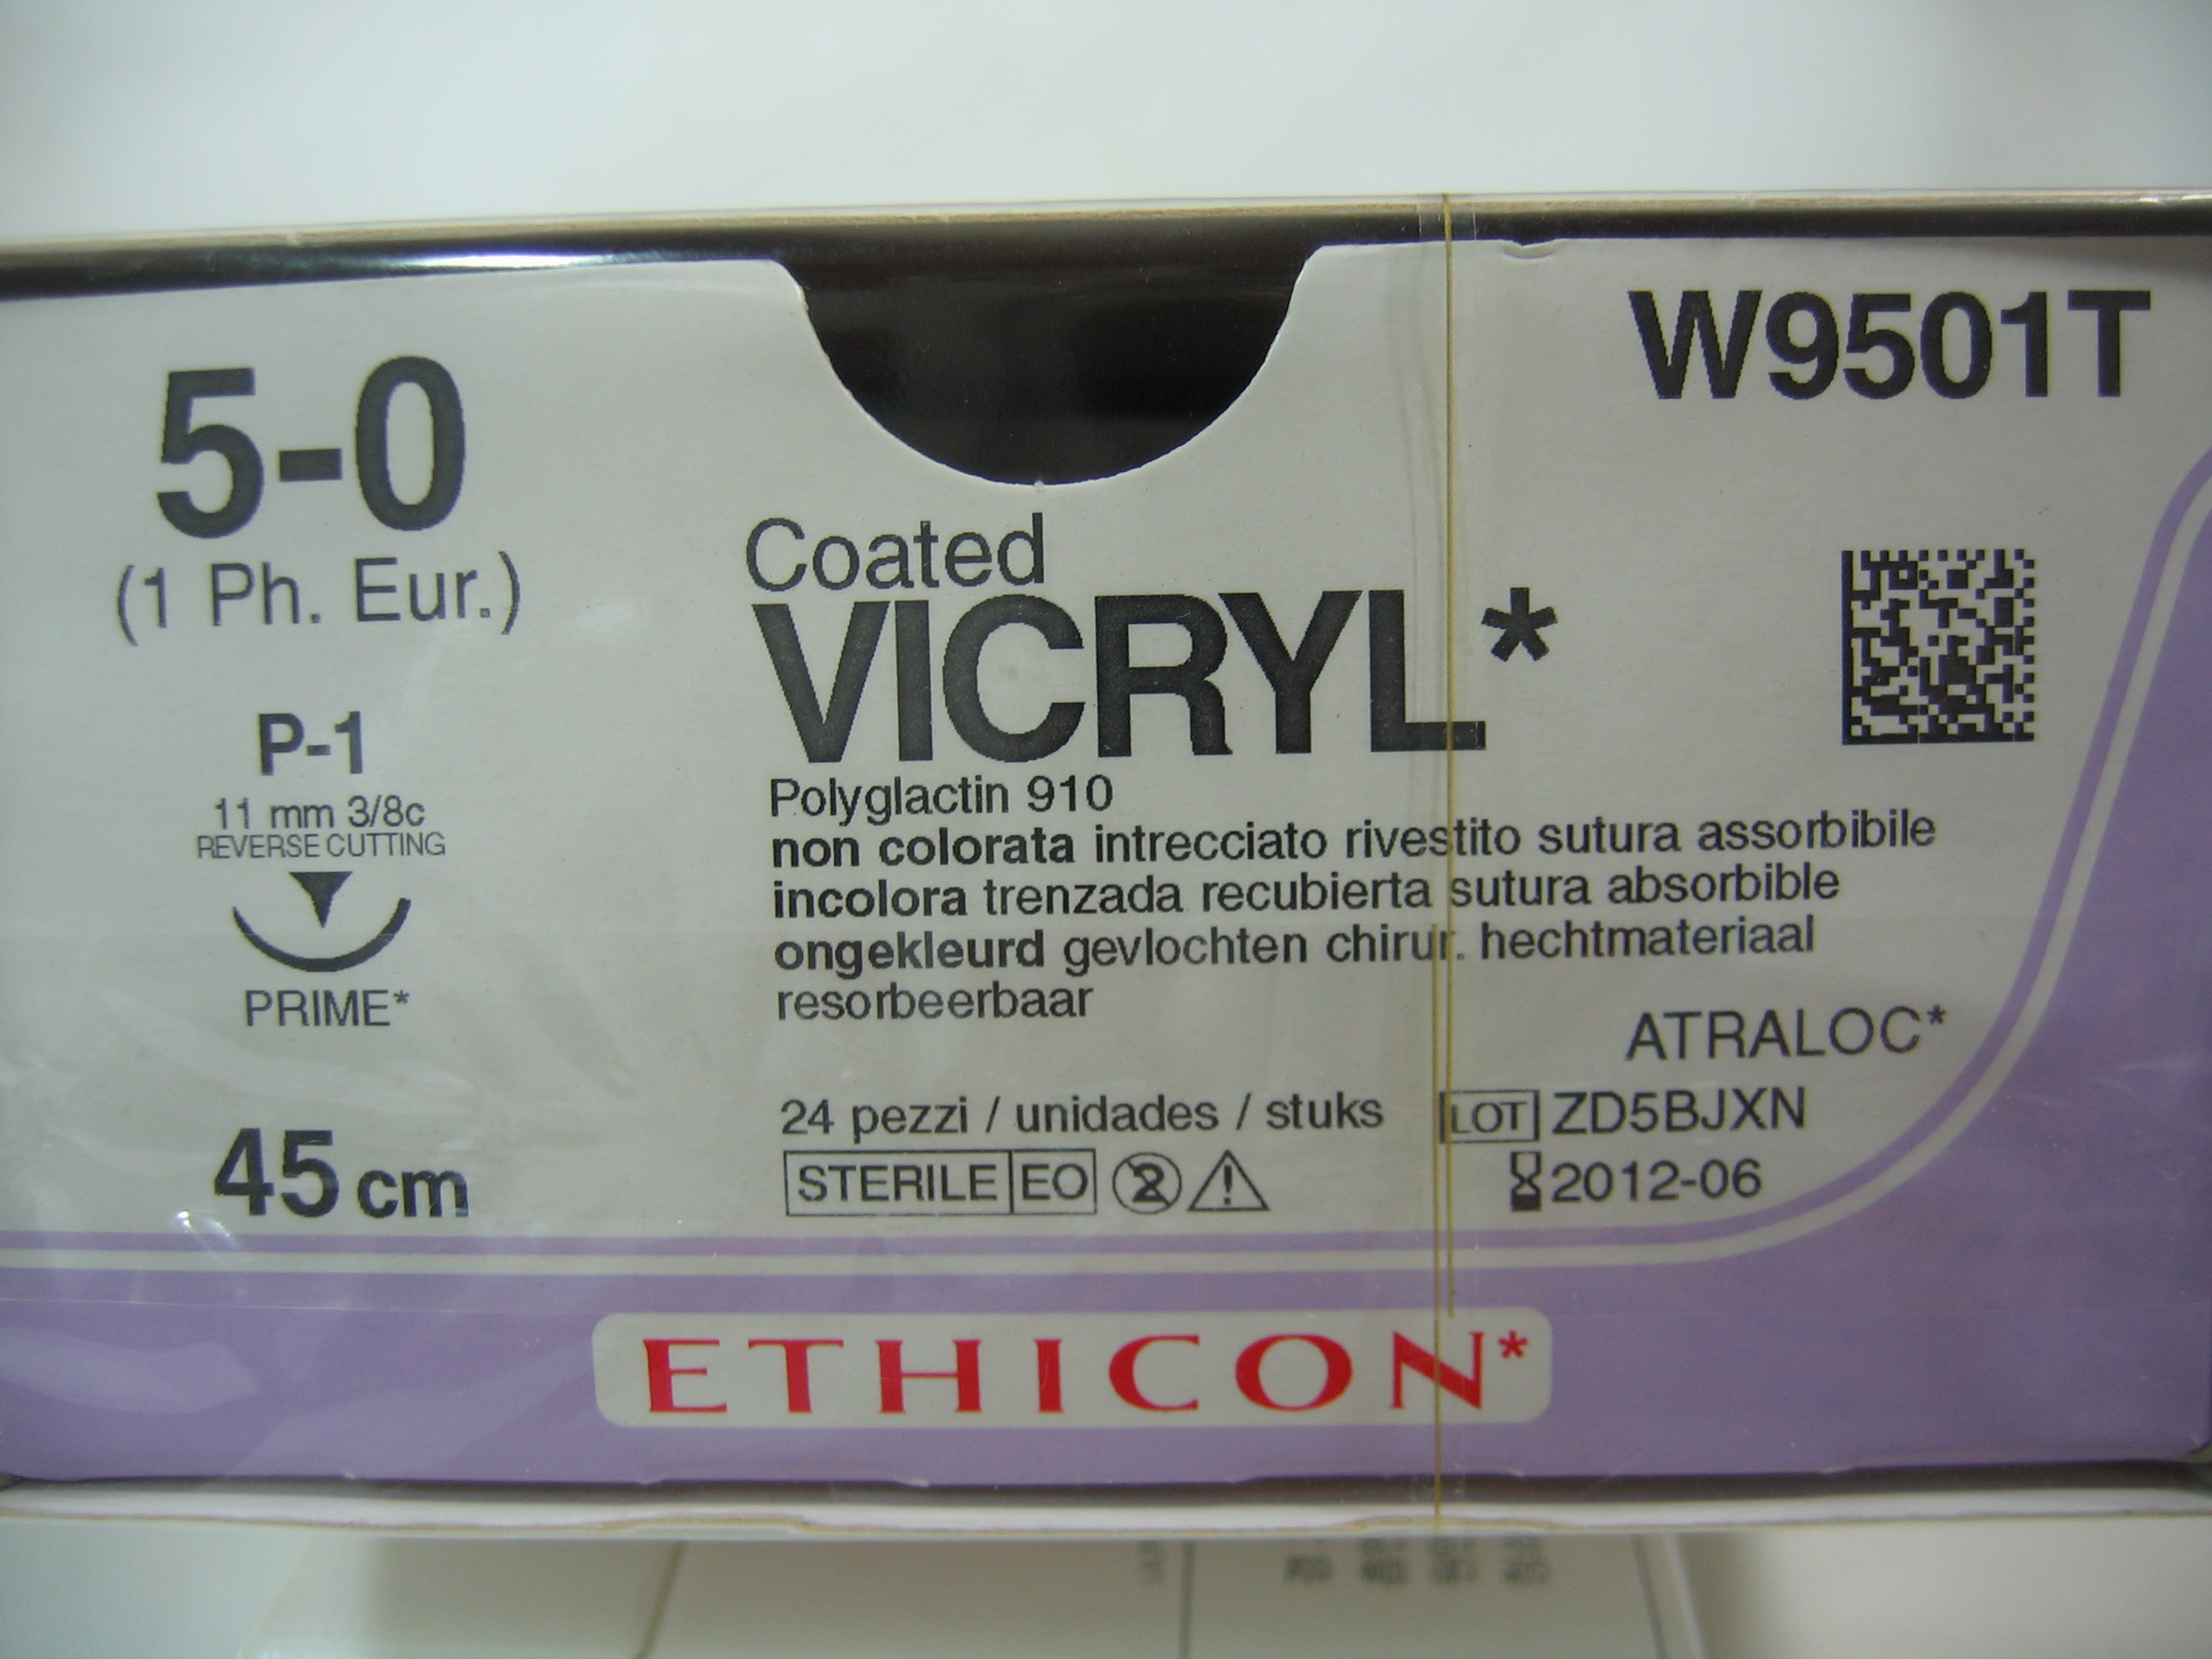 W9501T
5-0
(1 Ph. Eur.)
P-1
11 mm 3/8c
REVERSE CUTTING
PRIME*
45 cm
Coated
VICRYL*
Polyglactin 910
non colorata intrecciato rivestito sutura assorbibile
incolora trenzada recubierta sutura absorbible
ongekleurd gevlochten chirur. hechtmateriaal
resorbeerbaar
ATRALOC*
24 pezzi / unidades / stuks LOT ZD5BJXN
STERILE EO 2 ! 2012-06
ETHICON*